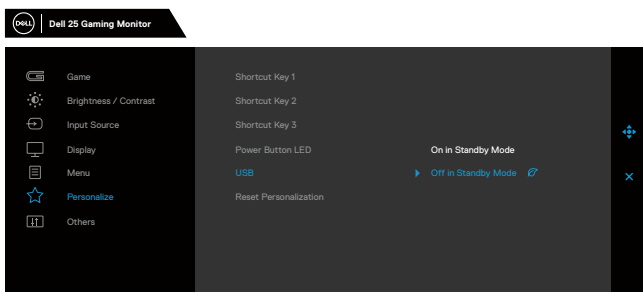 DELL
Dell 25 Gaming Monitor
Game
Shortcut Key 1
Brightness / Contrast
Shortcut Key 2
Input Source
Shortcut Key 3
Display
Power Button LED
On in Standby Mode
Menu
USB
Off in Standby Mode
Personalize
Reset Personalization
Others